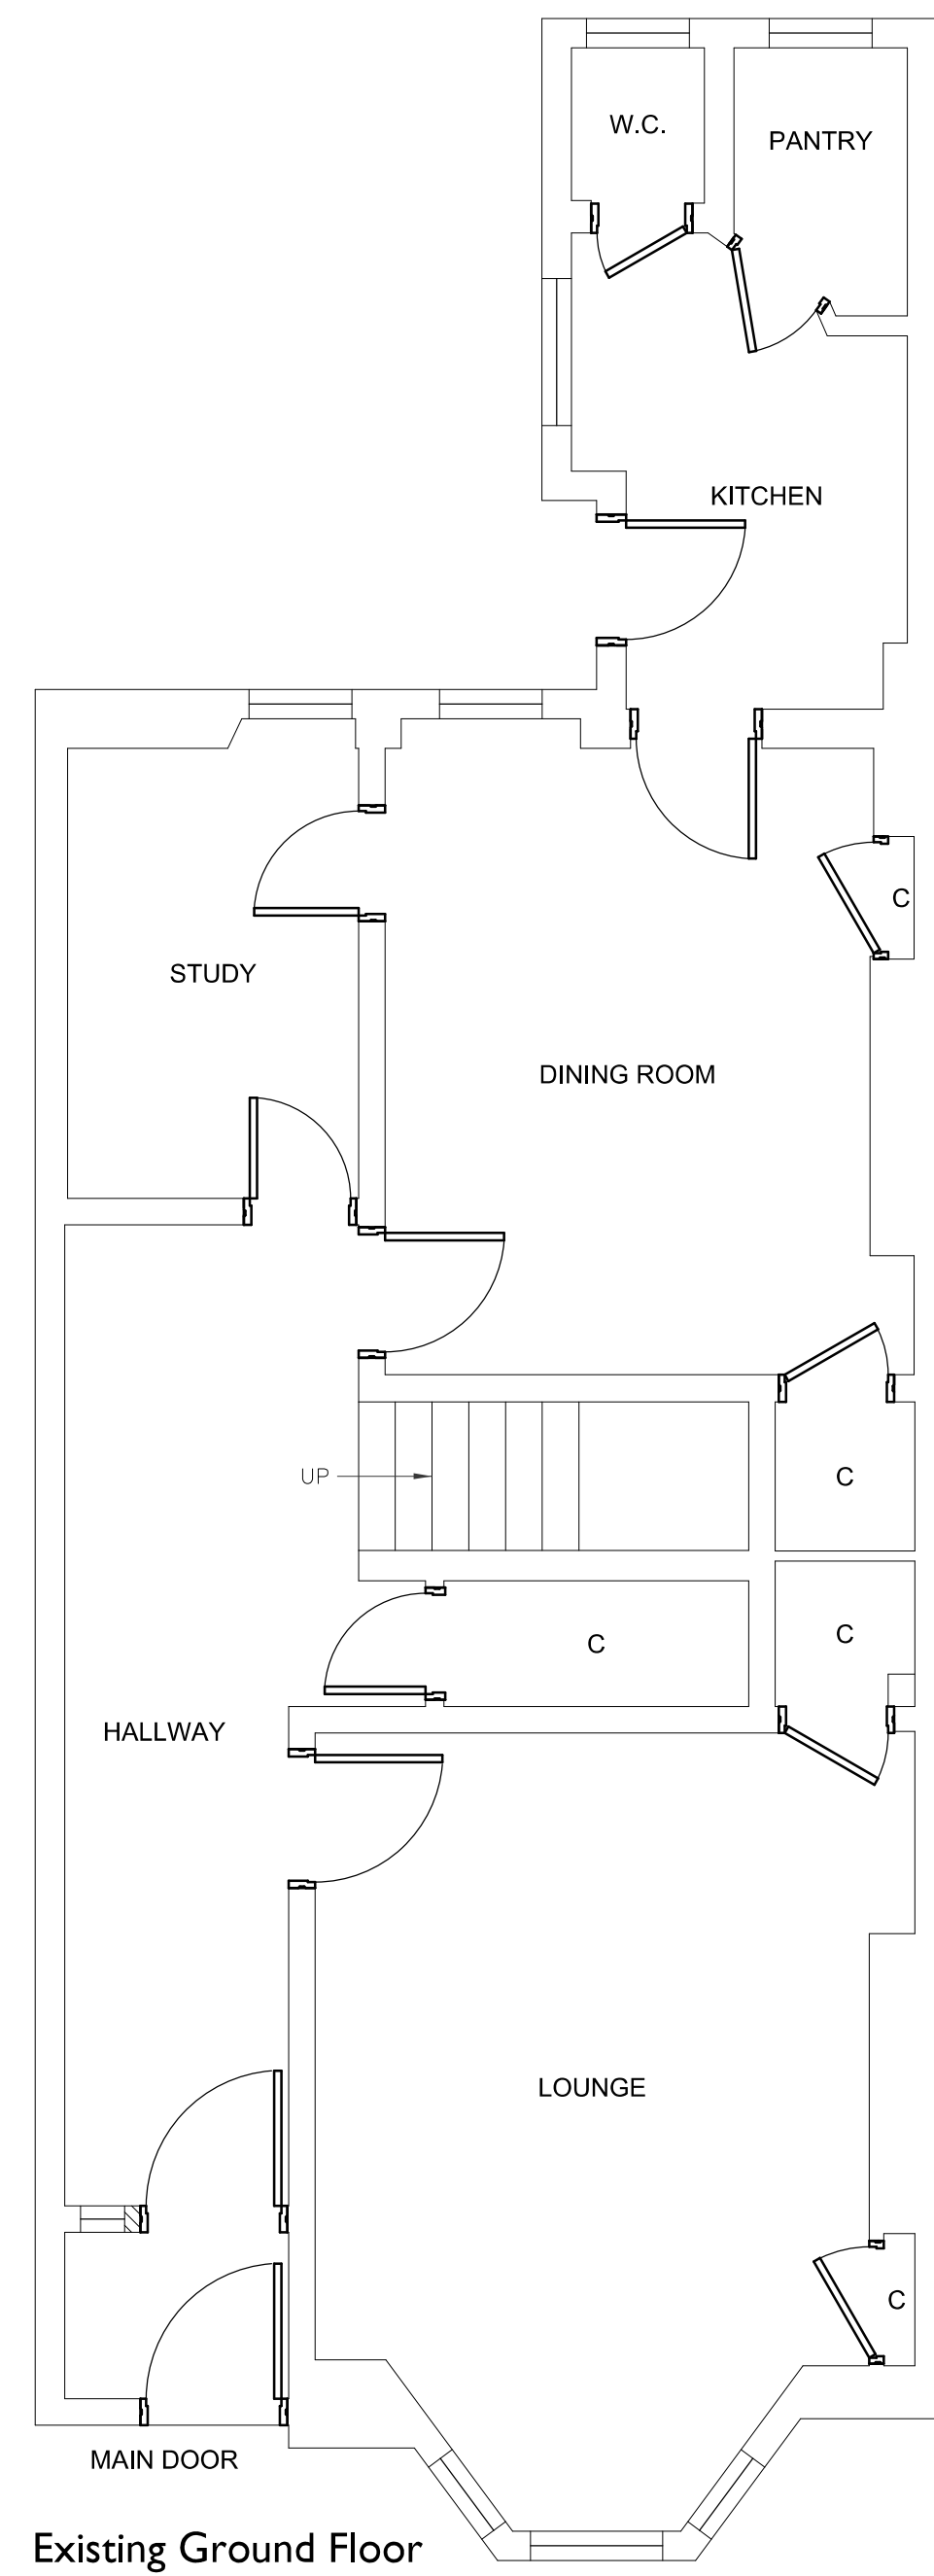 W.C.
PANTRY
KITCHEN
C
STUDY
DINING ROOM
UP
C
C
C
HALLWAY
LOUNGE
C
MAIN DOOR
Existing Ground Floor